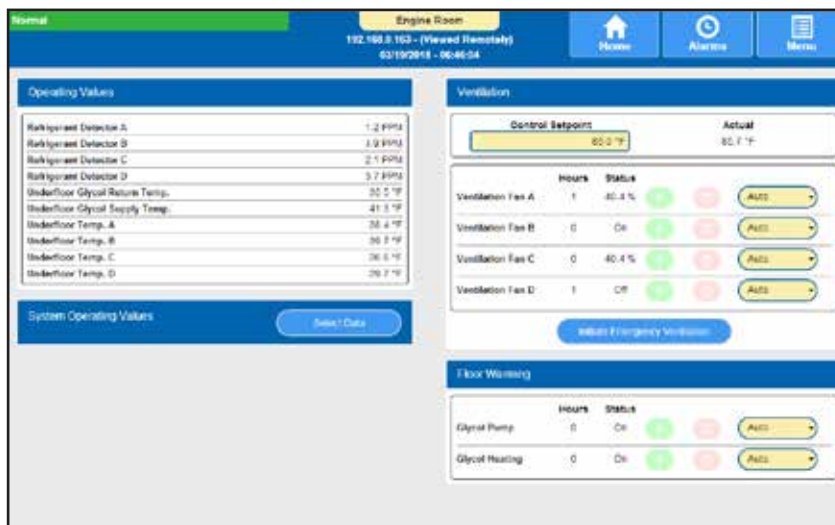 Normal
Engine Room
192.168.0.163 - (Viewed Remotely)
03/19/2018 - 06:46:04
Home
Alarms
Menu
Operating Values
Refrigerant Detector A 1.2 PPM
Refrigerant Detector B PPM
Refrigerant Detector C 2.1 PPM
Refrigerant Detector D 3.7 PPM
Underfloor Glycol Return Temp. °F
Underfloor Glycol Supply Temp. °F
Underfloor Temp. A °F
Underfloor Temp. B °F
Underfloor Temp. C °F
Underfloor Temp. D °F
System Operating Values
Select Data
Ventilation
Control Setpoint Actual
°F °F
Hours Status
Ventilation Fan A 1 40.4 % Auto
Ventilation Fan B 0 On Auto
Ventilation Fan C 0 40.4 % Auto
Ventilation Fan D 1 Off Auto
Initiate Emergency Ventilation
Floor Warming
Hours Status
Glycol Pump 0 On Auto
Glycol Heating 0 On Auto